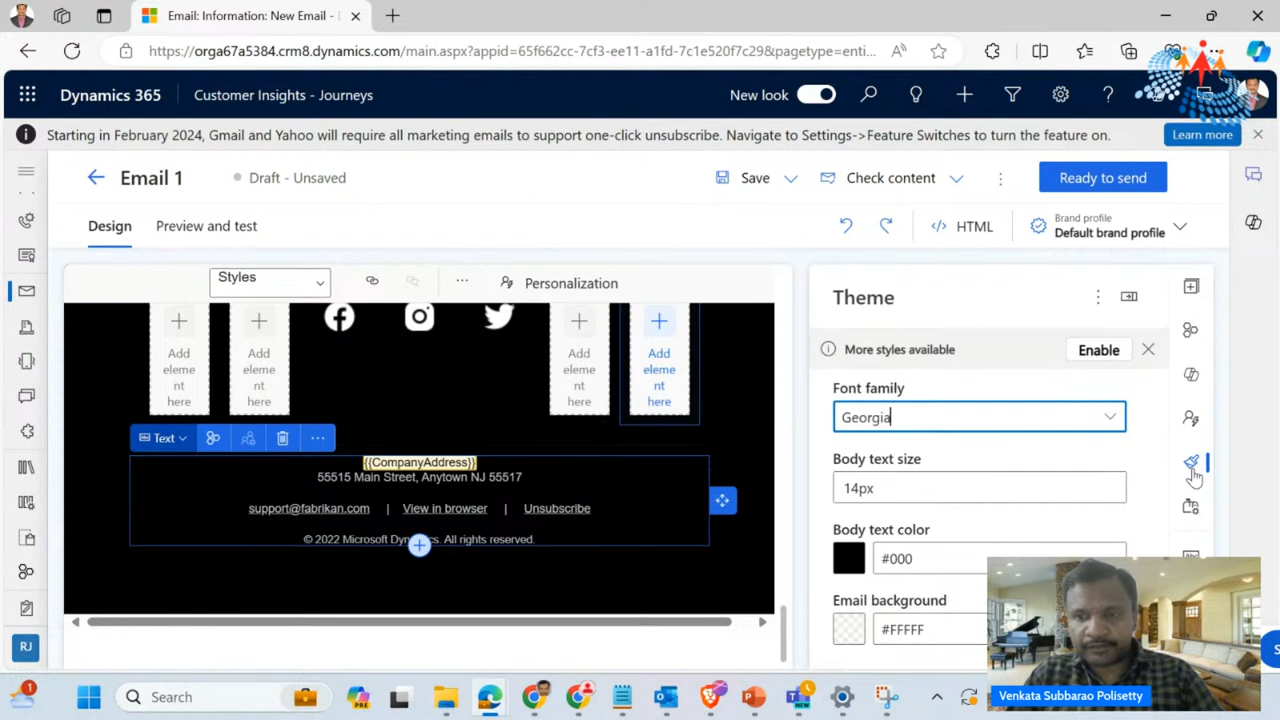 Email: Information: New Email -
https://orga67a5384.crm8.dynamics.com/main.aspx?appid=65f662cc-7cf3-ee11-a1fd-7c1e520f7c29&pagetype=enti...
Dynamics 365
Customer Insights - Journeys
New look
Starting in February 2024, Gmail and Yahoo will require all marketing emails to support one-click unsubscribe. Navigate to Settings->Feature Switches to turn the feature on.
Learn more
Email 1
Draft - Unsaved
Save
Check content
Ready to send
Design
Preview and test
HTML
Brand profile
Default brand profile
Styles
Personalization
Add eleme nt here
Add eleme nt here
Add eleme nt here
Add eleme nt here
Text
{{CompanyAddress}}
55515 Main Street, Anytown NJ 55517
support@fabrikan.com | View in browser | Unsubscribe
© 2022 Microsoft Dynamics. All rights reserved.
Theme
More styles available
Enable
Font family
Georgia
Body text size
14px
Body text color
#000
Email background
#FFFFF
RJ
Venkata Subbarao Polisetty
1
Search
NEW